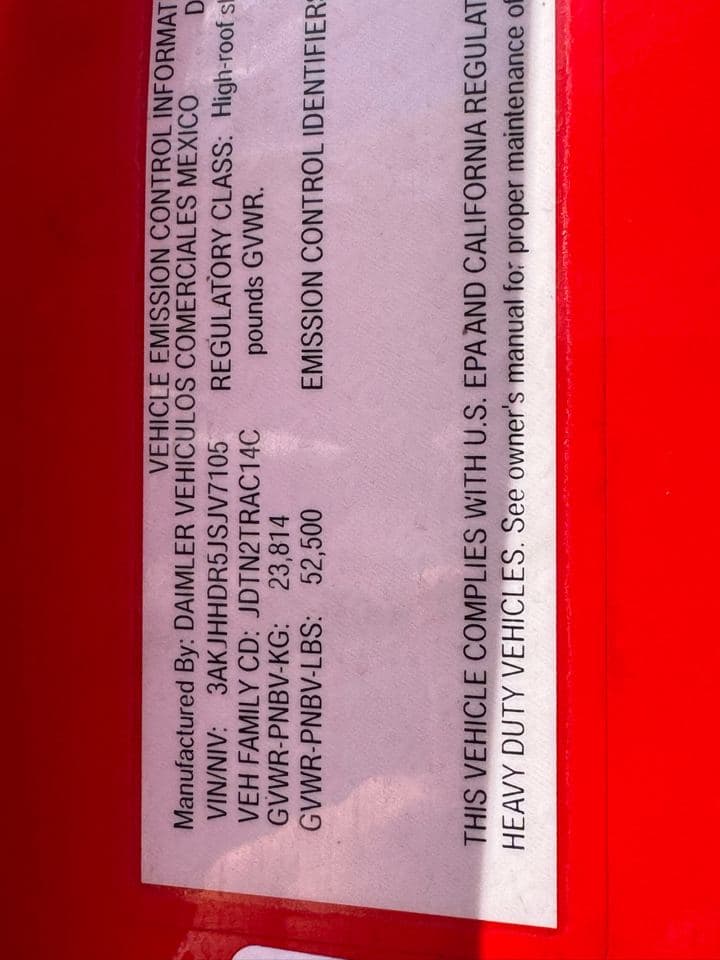 VEHICLE EMISSION CONTROL INFORMAT
Manufactured By: DAIMLER VEHICULOS COMERCIALES MEXICO D
VIN/NIV: 3AKJHHDR5JSJV7105 REGULATORY CLASS: High-roof sl
VEH FAMILY CD: JDTN2TRAC14C pounds GVWR.
GVWR-PNBV-KG: 23,814
GVWR-PNBV-LBS: 52,500 EMISSION CONTROL IDENTIFIERS
THIS VEHICLE COMPLIES WITH U.S. EPA AND CALIFORNIA REGULAT
HEAVY DUTY VEHICLES. See owner's manual for proper maintenance of